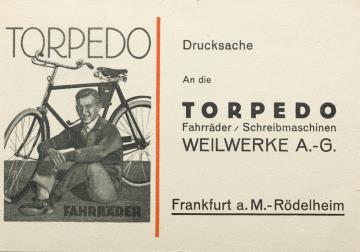 TORPEDO
FAHRRÄDER
Drucksache
An die
TORPEDO
Fahrräder / Schreibmaschinen
WEILWERKE A.-G.
Frankfurt a. M.-Rödelheim